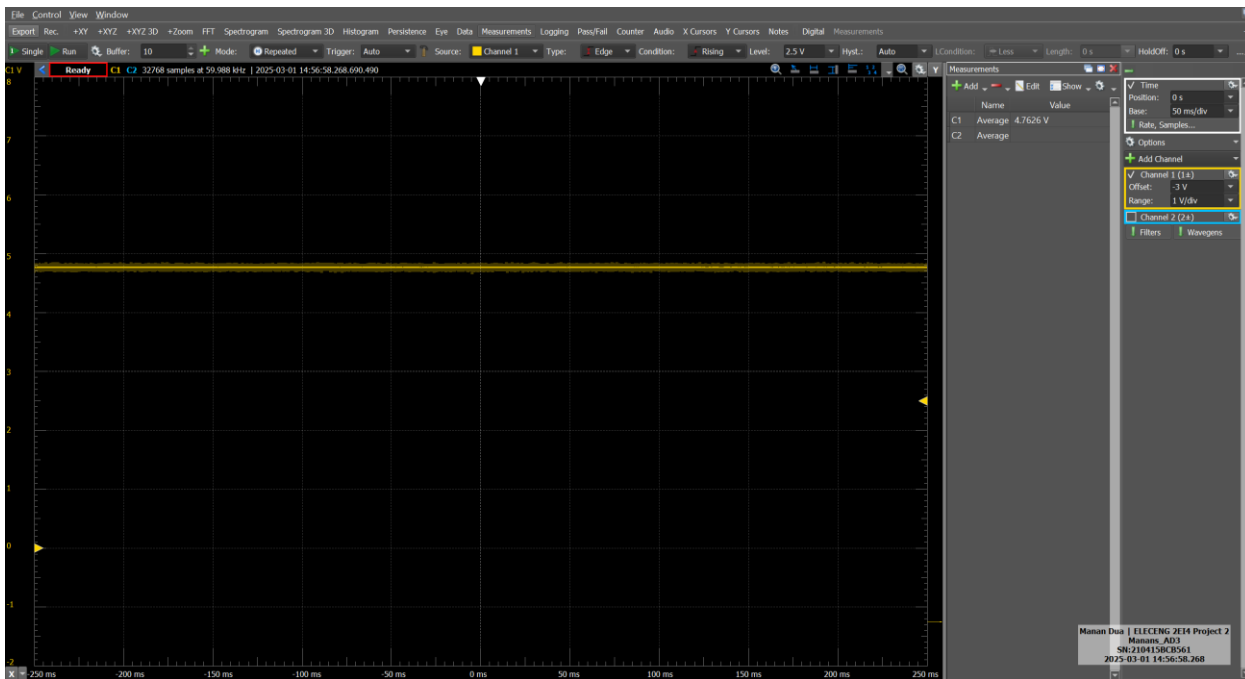 File Control View Window
Export Rec. +XY +XYZ +XYZ 3D +Zoom FFT Spectrogram Spectrogram 3D Histogram Persistence Eye Data Measurements Logging Pass/Fail Counter Audio X Cursors Y Cursors Notes Digital Measurements
Single Run Buffer: 10 Mode: Repeated Trigger: Auto Source: Channel 1 Type: Edge Condition: Rising Level: 2.5 V Hyst.: Auto LCondition: Less Length: 0 s HoldOff: 0 s ...
C1 V Ready C1 C2 32768 samples at 59.988 kHz | 2025-03-01 14:56:58.268.690.490 Y
Measurements
Add Edit Show
Name Value
C1 Average 4.7626 V
C2 Average
Time
Position: 0 s
Base: 50 ms/div
Rate, Samples...
Options
Add Channel
Channel 1 (1±)
Offset: -3 V
Range: 1 V/div
Channel 2 (2±)
Filters Wavegens
8
7
6
5
4
3
2
1
0
-1
-2
X -250 ms -200 ms -150 ms -100 ms -50 ms 0 ms 50 ms 100 ms 150 ms 200 ms 250 ms
Manan Dua | ELECENG 2EI4 Project 2
Manans_AD3
SN:210415BCB561
2025-03-01 14:56:58.268